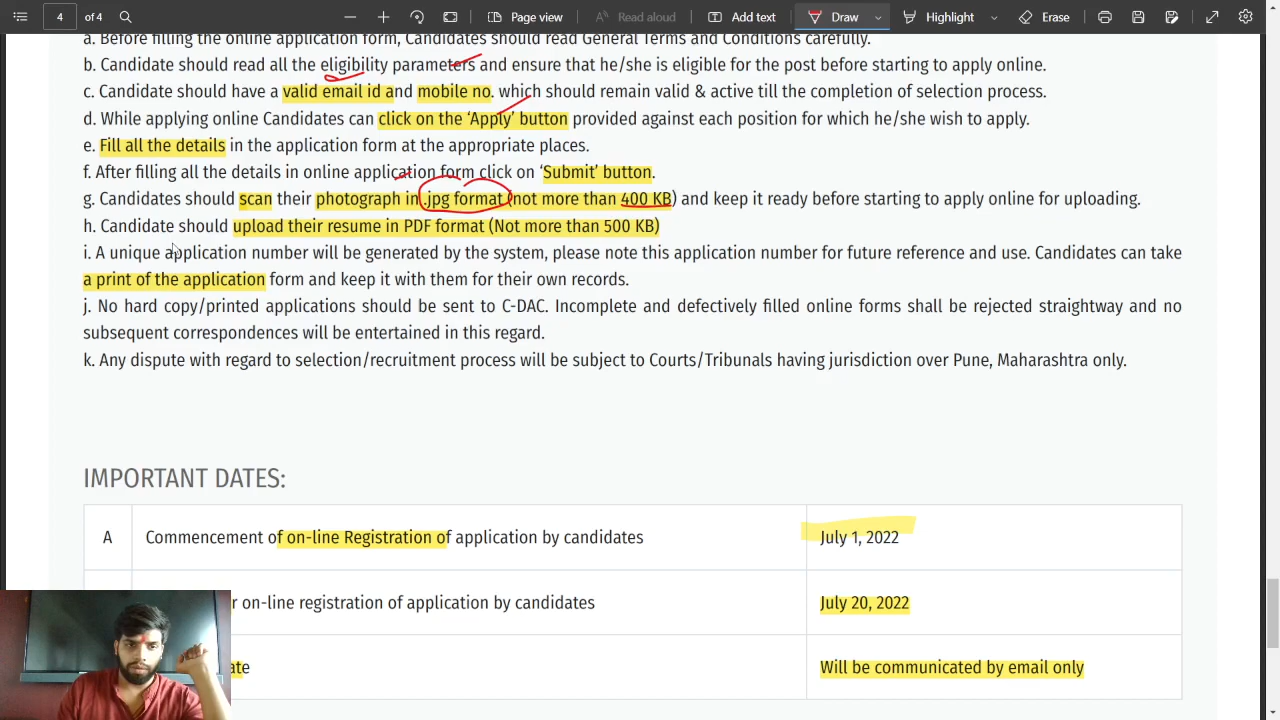 4 of 4 Page view Read aloud Add text Draw Highlight Erase
a. Before filling the online application form, Candidates should read General Terms and Conditions carefully.
b. Candidate should read all the eligibility parameters and ensure that he/she is eligible for the post before starting to apply online.
c. Candidate should have a valid email id and mobile no. which should remain valid & active till the completion of selection process.
d. While applying online Candidates can click on the ‘Apply’ button provided against each position for which he/she wish to apply.
e. Fill all the details in the application form at the appropriate places.
f. After filling all the details in online application form click on ‘Submit’ button.
g. Candidates should scan their photograph in .jpg format (not more than 400 KB) and keep it ready before starting to apply online for uploading.
h. Candidate should upload their resume in PDF format (Not more than 500 KB)
i. A unique application number will be generated by the system, please note this application number for future reference and use. Candidates can take
a print of the application form and keep it with them for their own records.
j. No hard copy/printed applications should be sent to C-DAC. Incomplete and defectively filled online forms shall be rejected straightway and no
subsequent correspondences will be entertained in this regard.
k. Any dispute with regard to selection/recruitment process will be subject to Courts/Tribunals having jurisdiction over Pune, Maharashtra only.
IMPORTANT DATES:
A Commencement of on-line Registration of application by candidates July 1, 2022
on-line registration of application by candidates July 20, 2022
Will be communicated by email only